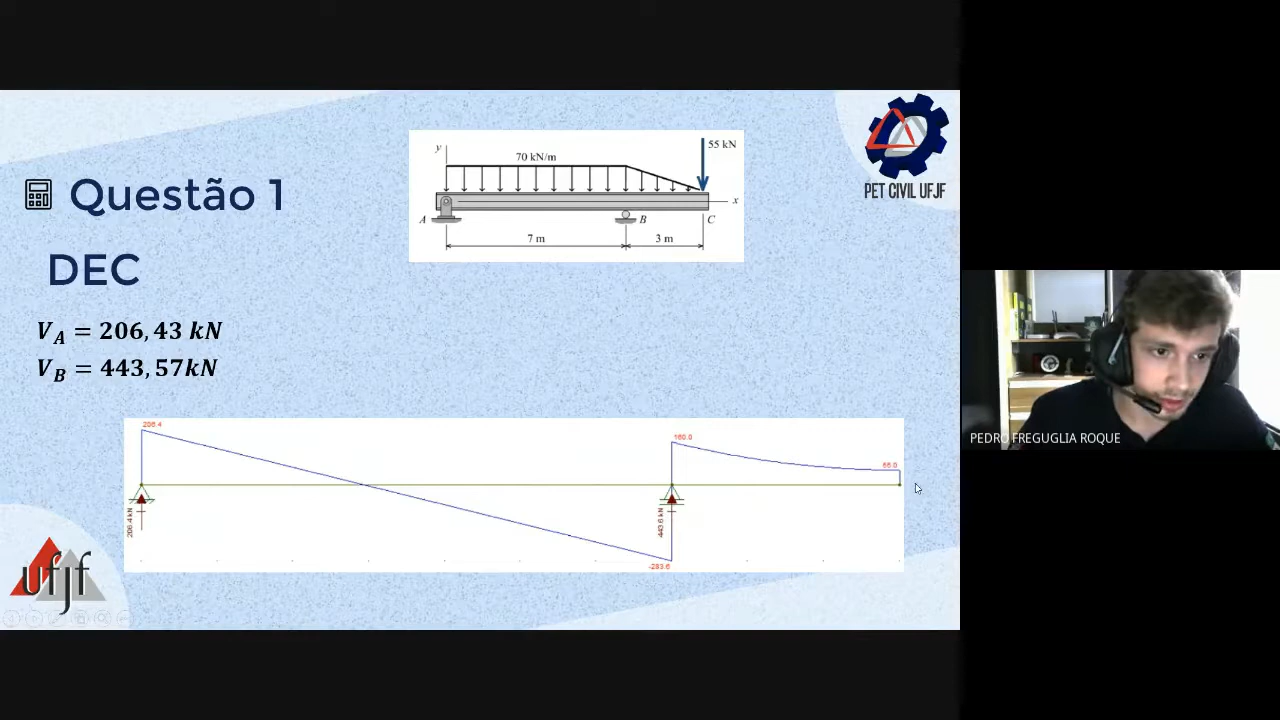 Questão 1
DEC
V_A = 206,43 kN
V_B = 443,57kN
y
70 kN/m
55 kN
x
A
B
C
7 m
3 m
PET CIVIL UFJF
206.4
160.0
55.0
206.4 kN
443.6 kN
-283.6
ufjf
PEDRO FREGUGLIA ROQUE